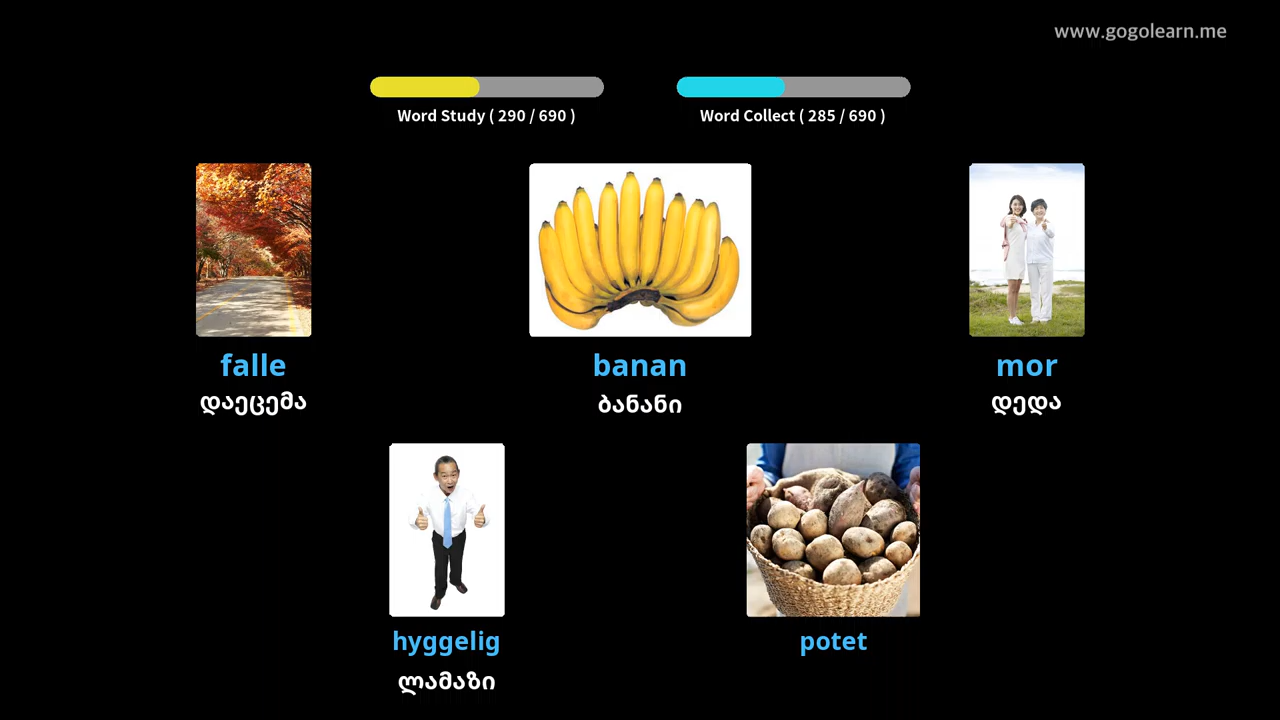 www.gogolearn.me
Word Study ( 290 / 690 )
Word Collect ( 285 / 690 )
falle
დაეცემა
banan
ბანანი
mor
დედა
hyggelig
ლამაზი
potet